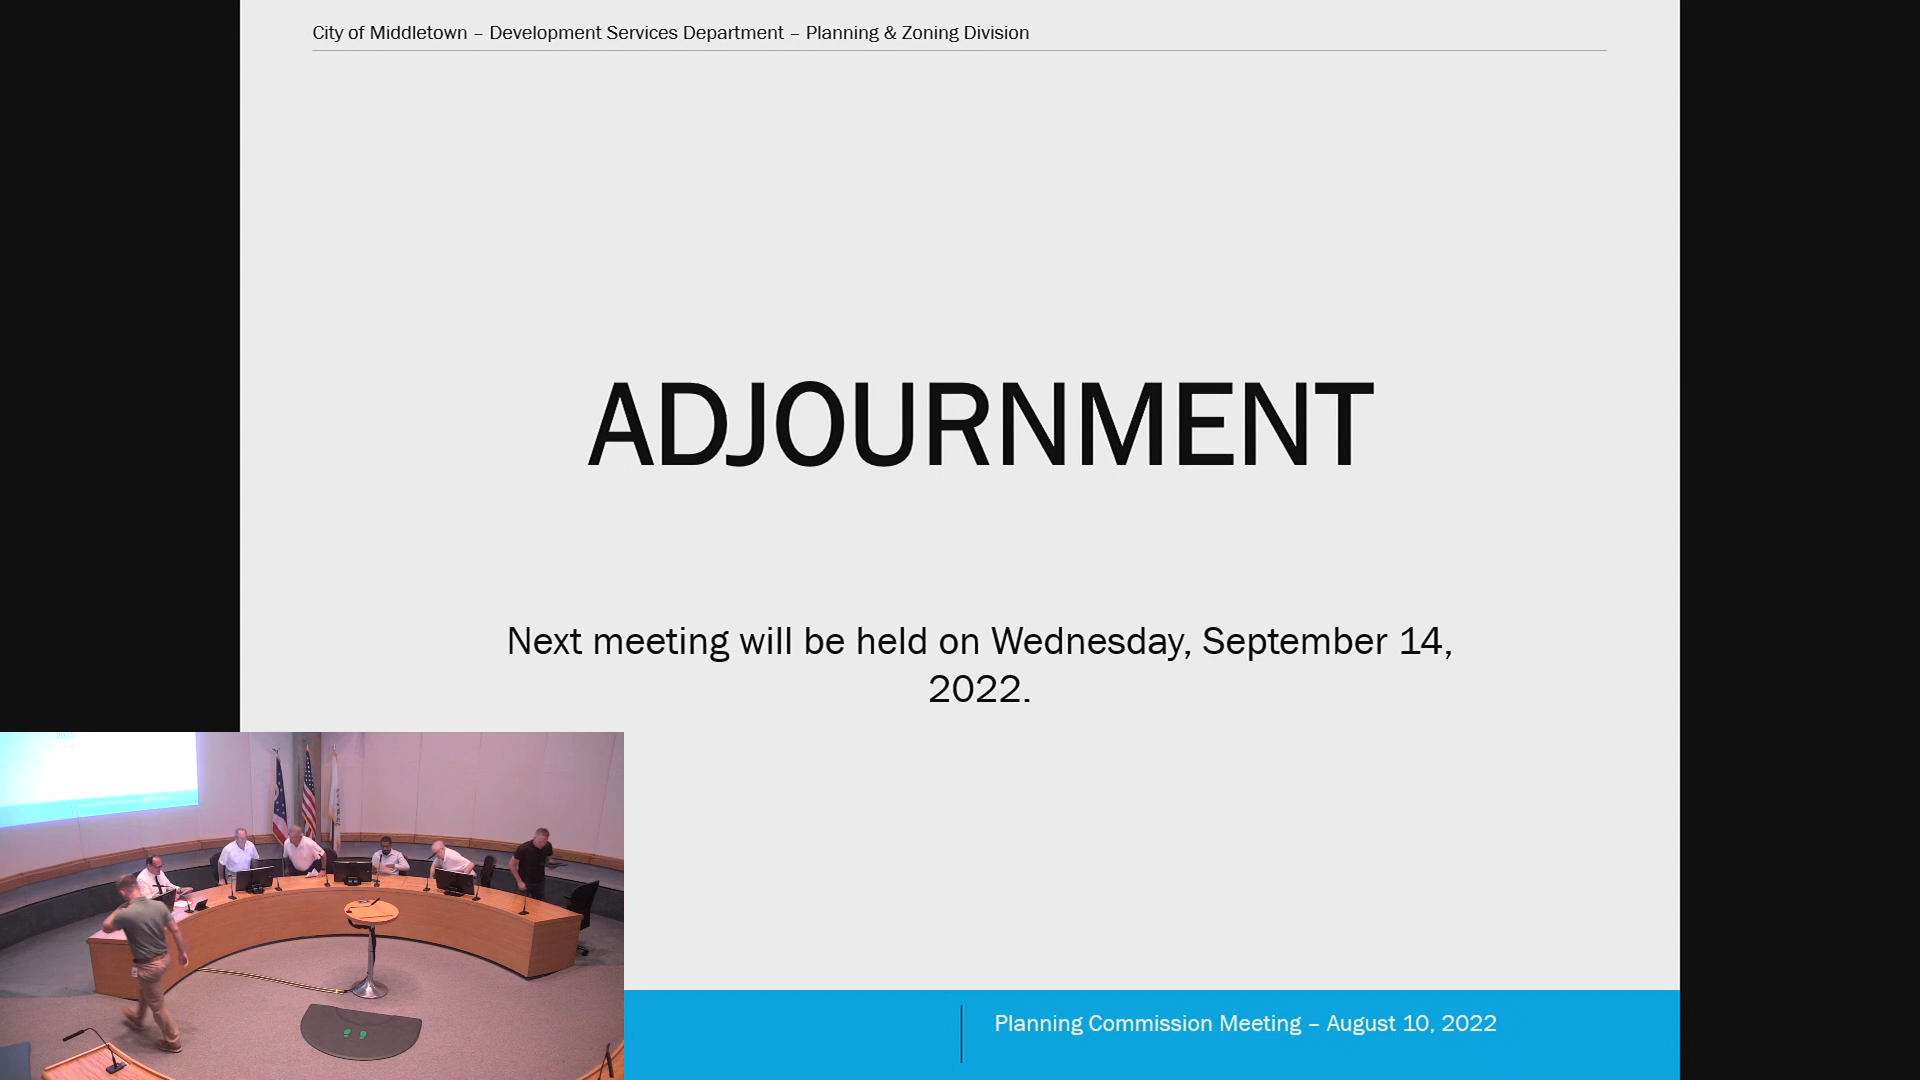 City of Middletown – Development Services Department – Planning & Zoning Division
ADJOURNMENT
Next meeting will be held on Wednesday, September 14,
2022.
Planning Commission Meeting – August 10, 2022